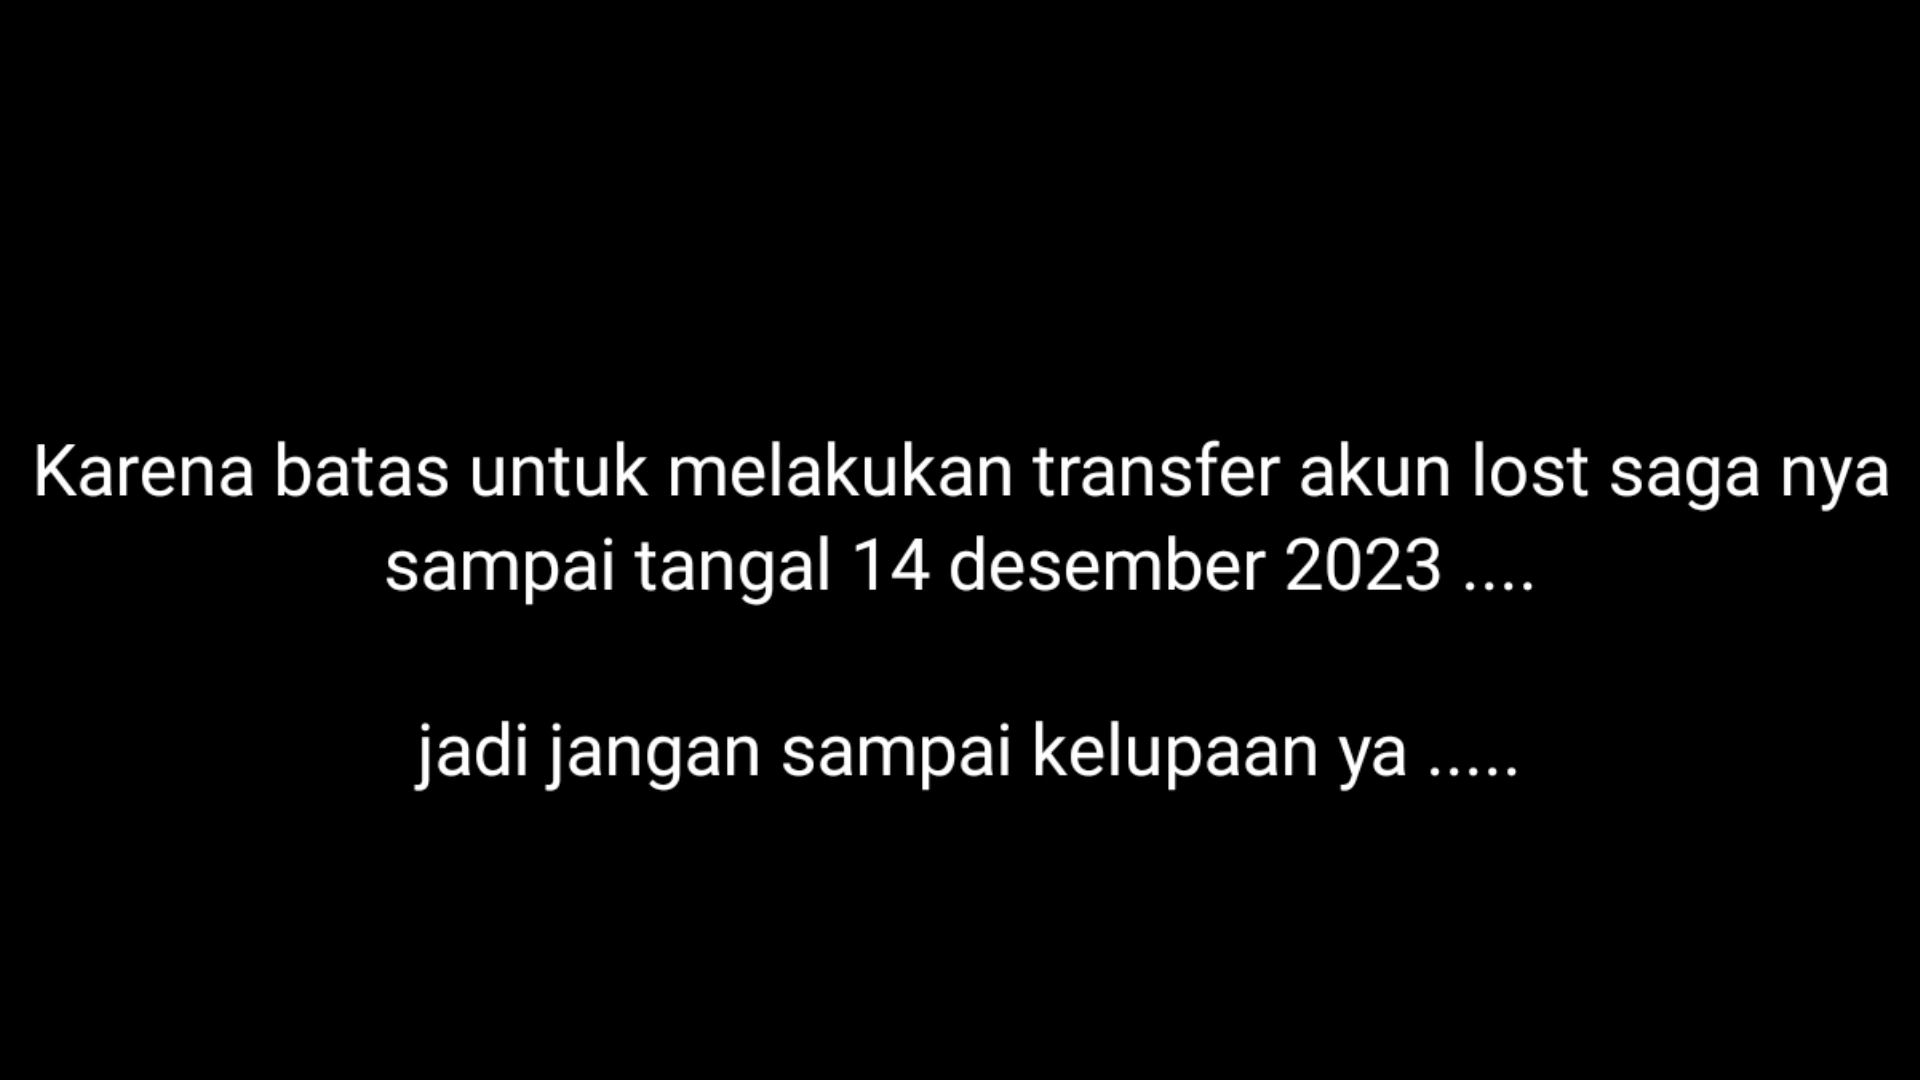 Karena batas untuk melakukan transfer akun lost saga nya
sampai tangal 14 desember 2023 ....
jadi jangan sampai kelupaan ya .....